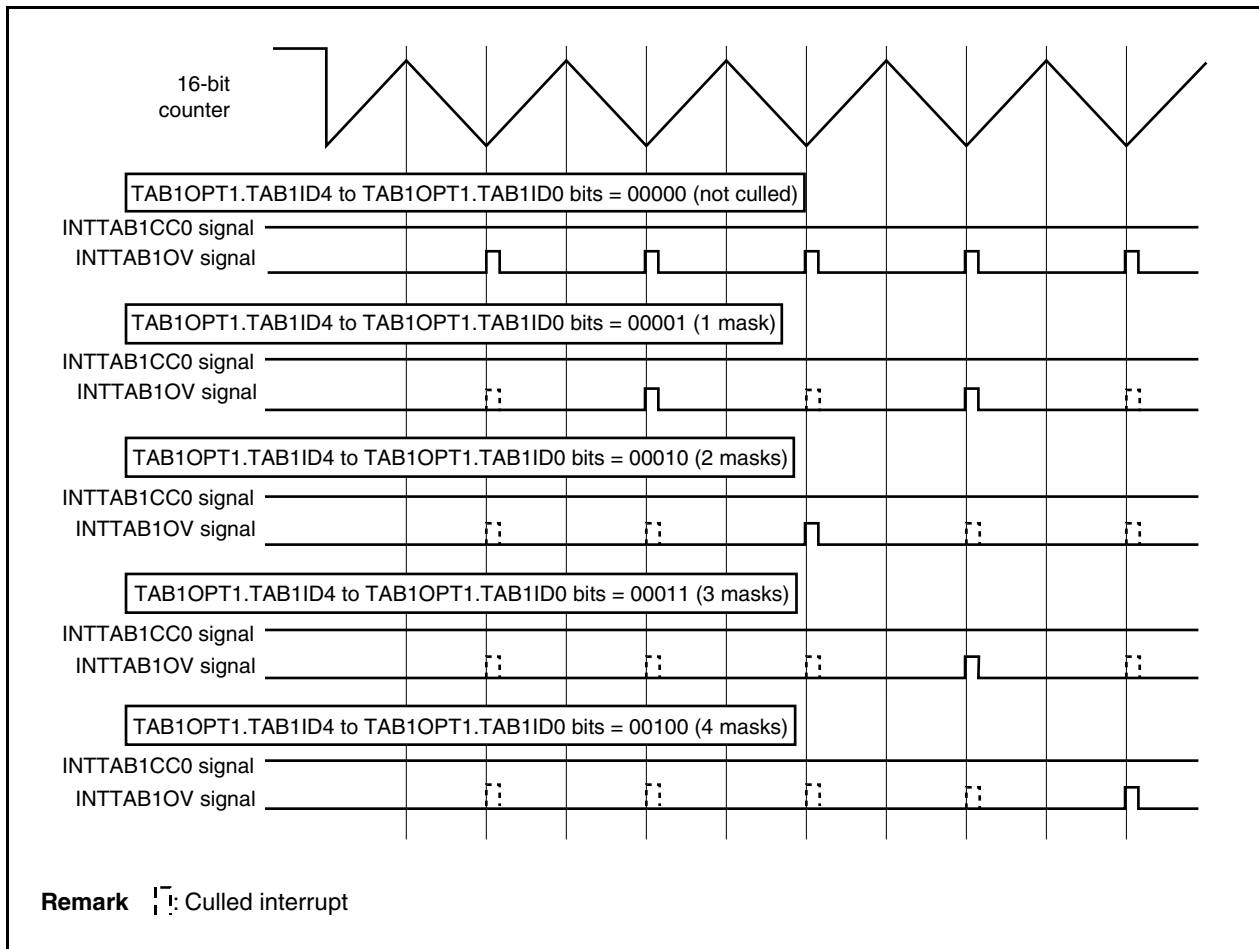 16-bit
counter
TAB1OPT1.TAB1ID4 to TAB1OPT1.TAB1ID0 bits = 00000 (not culled)
INTTAB1CC0 signal
INTTAB1OV signal
TAB1OPT1.TAB1ID4 to TAB1OPT1.TAB1ID0 bits = 00001 (1 mask)
INTTAB1CC0 signal
INTTAB1OV signal
TAB1OPT1.TAB1ID4 to TAB1OPT1.TAB1ID0 bits = 00010 (2 masks)
INTTAB1CC0 signal
INTTAB1OV signal
TAB1OPT1.TAB1ID4 to TAB1OPT1.TAB1ID0 bits = 00011 (3 masks)
INTTAB1CC0 signal
INTTAB1OV signal
TAB1OPT1.TAB1ID4 to TAB1OPT1.TAB1ID0 bits = 00100 (4 masks)
INTTAB1CC0 signal
INTTAB1OV signal
Remark : Culled interrupt